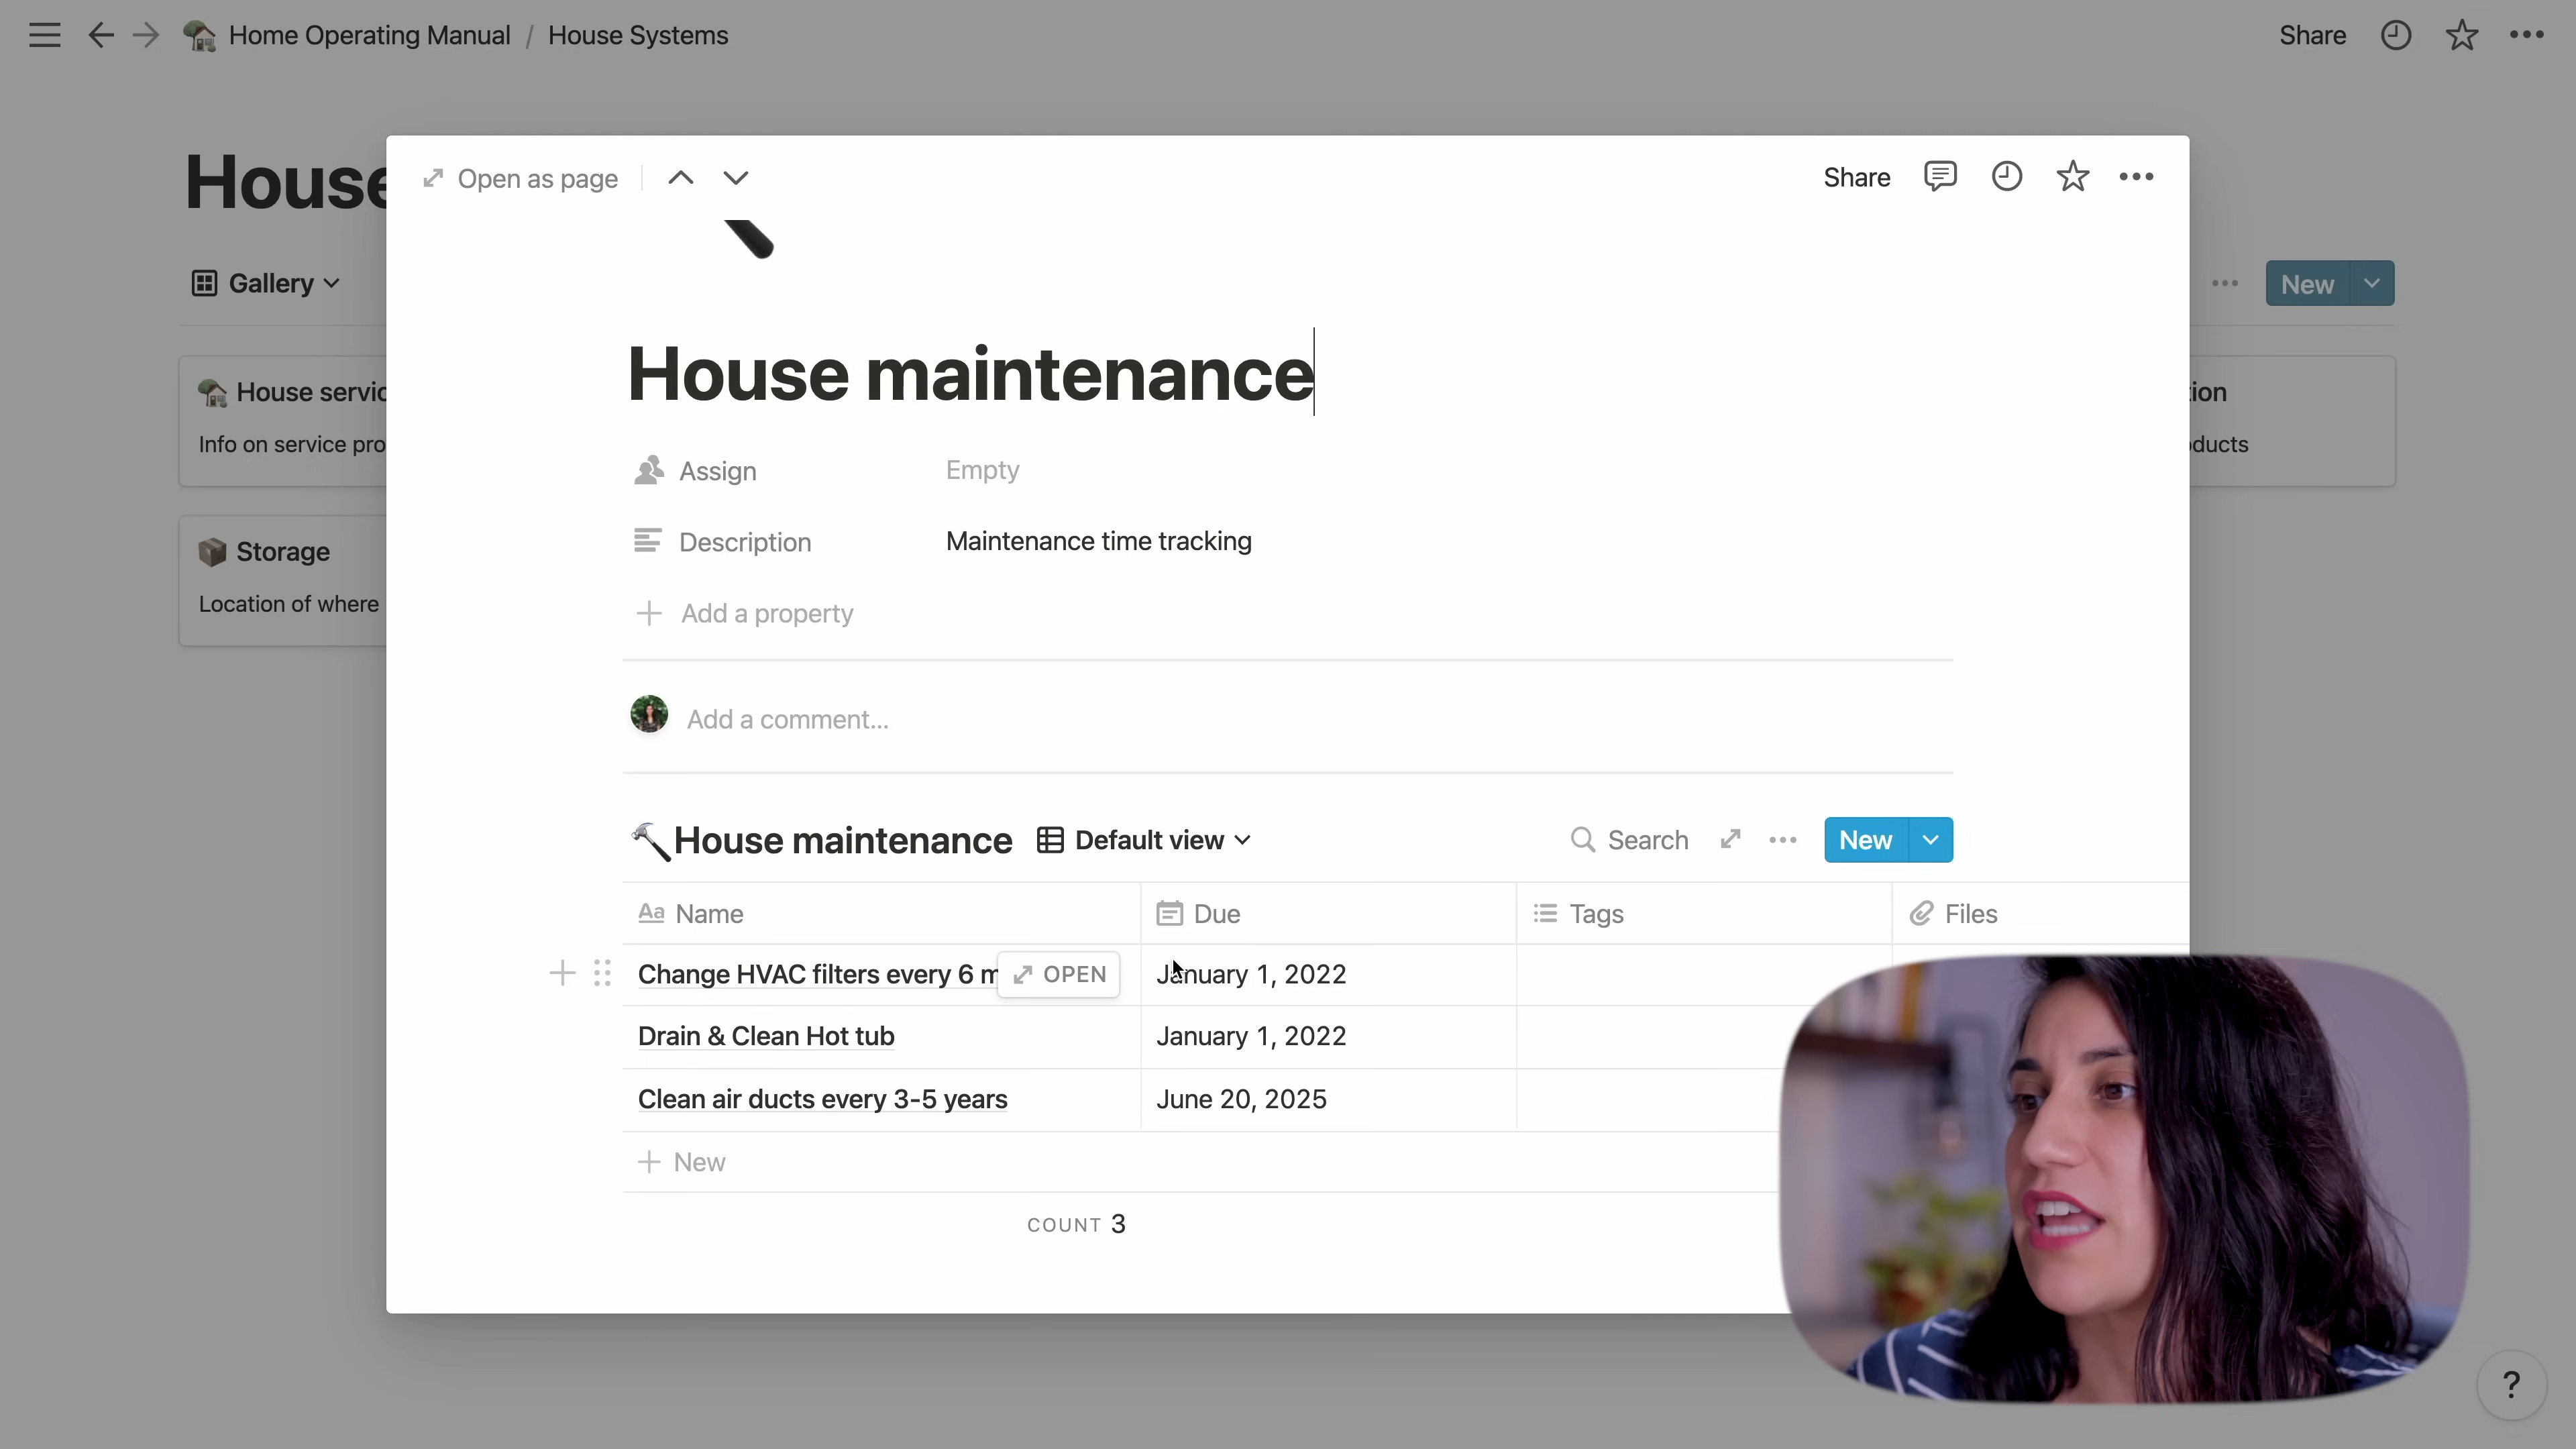 Home Operating Manual / House Systems
Share
House
Gallery
New
House servic
Info on service pro
Storage
Location of where
tion
oducts
Open as page
Share
House maintenance
Assign Empty
Description Maintenance time tracking
Add a property
Add a comment...
House maintenance Default view Search New
Aa Name Due Tags Files
Change HVAC filters every 6 m OPEN January 1, 2022
Drain & Clean Hot tub January 1, 2022
Clean air ducts every 3-5 years June 20, 2025
+ New
COUNT 3
?